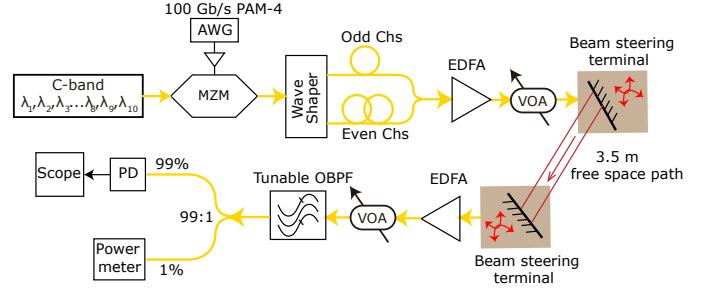 100 Gb/s PAM-4
AWG
Odd Chs
EDFA
Beam steering
terminal
C-band
λ1,λ2,λ3...λ8,λ9,λ10
MZM
Wave
Shaper
VOA
Even Chs
3.5 m
free space path
Scope
PD
99%
Tunable OBPF
EDFA
99:1
VOA
Power
meter
1%
Beam steering
terminal